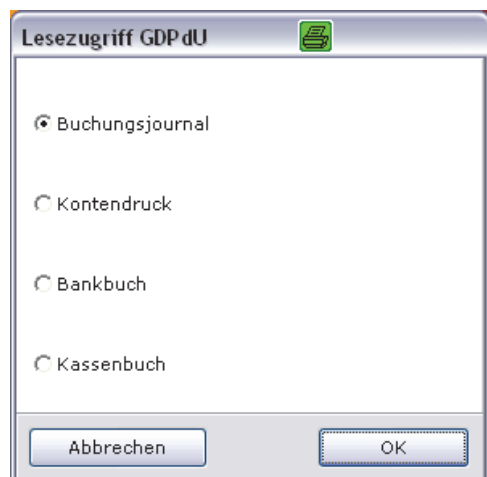 Lesezugriff GDPdU
Buchungsjournal
Kontendruck
Bankbuch
Kassenbuch
Abbrechen OK